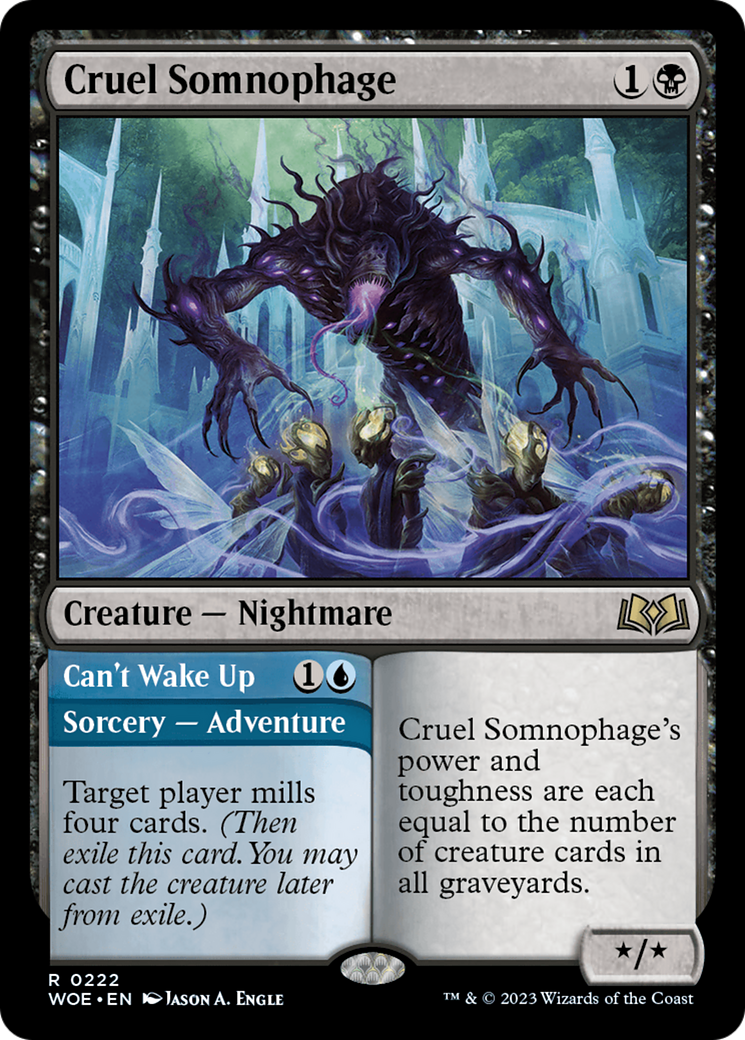 Cruel Somnophage 1
Creature — Nightmare
Can't Wake Up 1
Sorcery — Adventure
Target player mills
four cards. (Then
exile this card. You may
cast the creature later
from exile.)
Cruel Somnophage's
power and
toughness are each
equal to the number
of creature cards in
all graveyards.
★/★
R 0222
WOE • EN Jason A. Engle
™ & © 2023 Wizards of the Coast